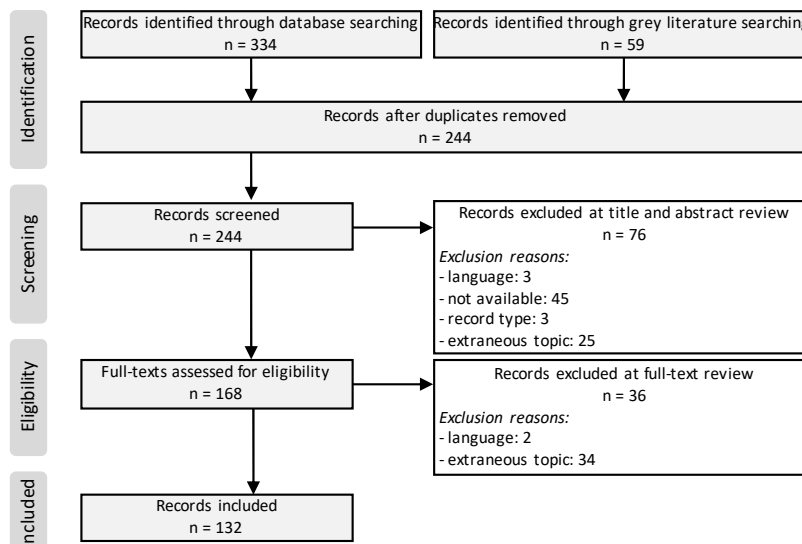 Identification
Records identified through database searching
n = 334
Records identified through grey literature searching
n = 59
Records after duplicates removed
n = 244
Screening
Records screened
n = 244
Records excluded at title and abstract review
n = 76
Exclusion reasons:
- language: 3
- not available: 45
- record type: 3
- extraneous topic: 25
Eligibility
Full-texts assessed for eligibility
n = 168
Records excluded at full-text review
n = 36
Exclusion reasons:
- language: 2
- extraneous topic: 34
Included
Records included
n = 132